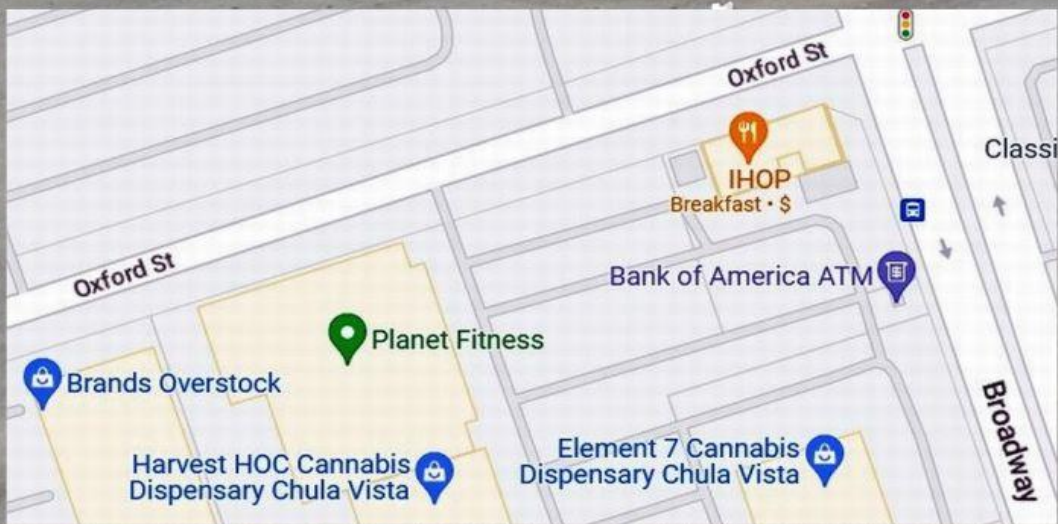 Oxford St
IHOP
Breakfast • $
Classi
Oxford St
Bank of America ATM
Planet Fitness
Brands Overstock
Harvest HOC Cannabis
Dispensary Chula Vista
Element 7 Cannabis
Dispensary Chula Vista
Broadway